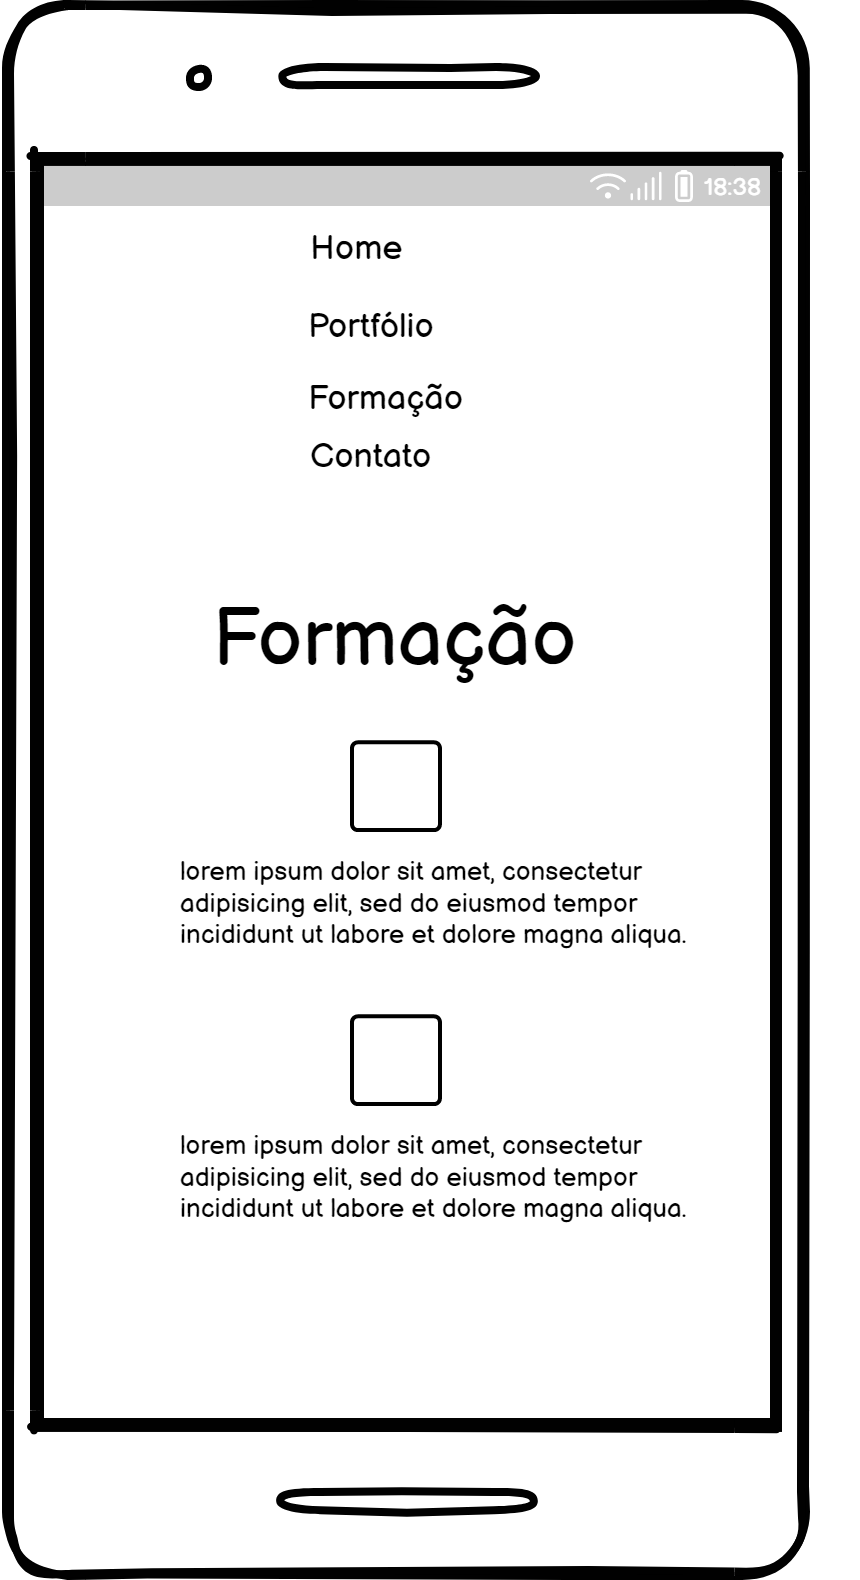 18:38
Home
Portfólio
Formação
Contato
Formação
lorem ipsum dolor sit amet, consectetur
adipisicing elit, sed do eiusmod tempor
incididunt ut labore et dolore magna aliqua.
lorem ipsum dolor sit amet, consectetur
adipisicing elit, sed do eiusmod tempor
incididunt ut labore et dolore magna aliqua.